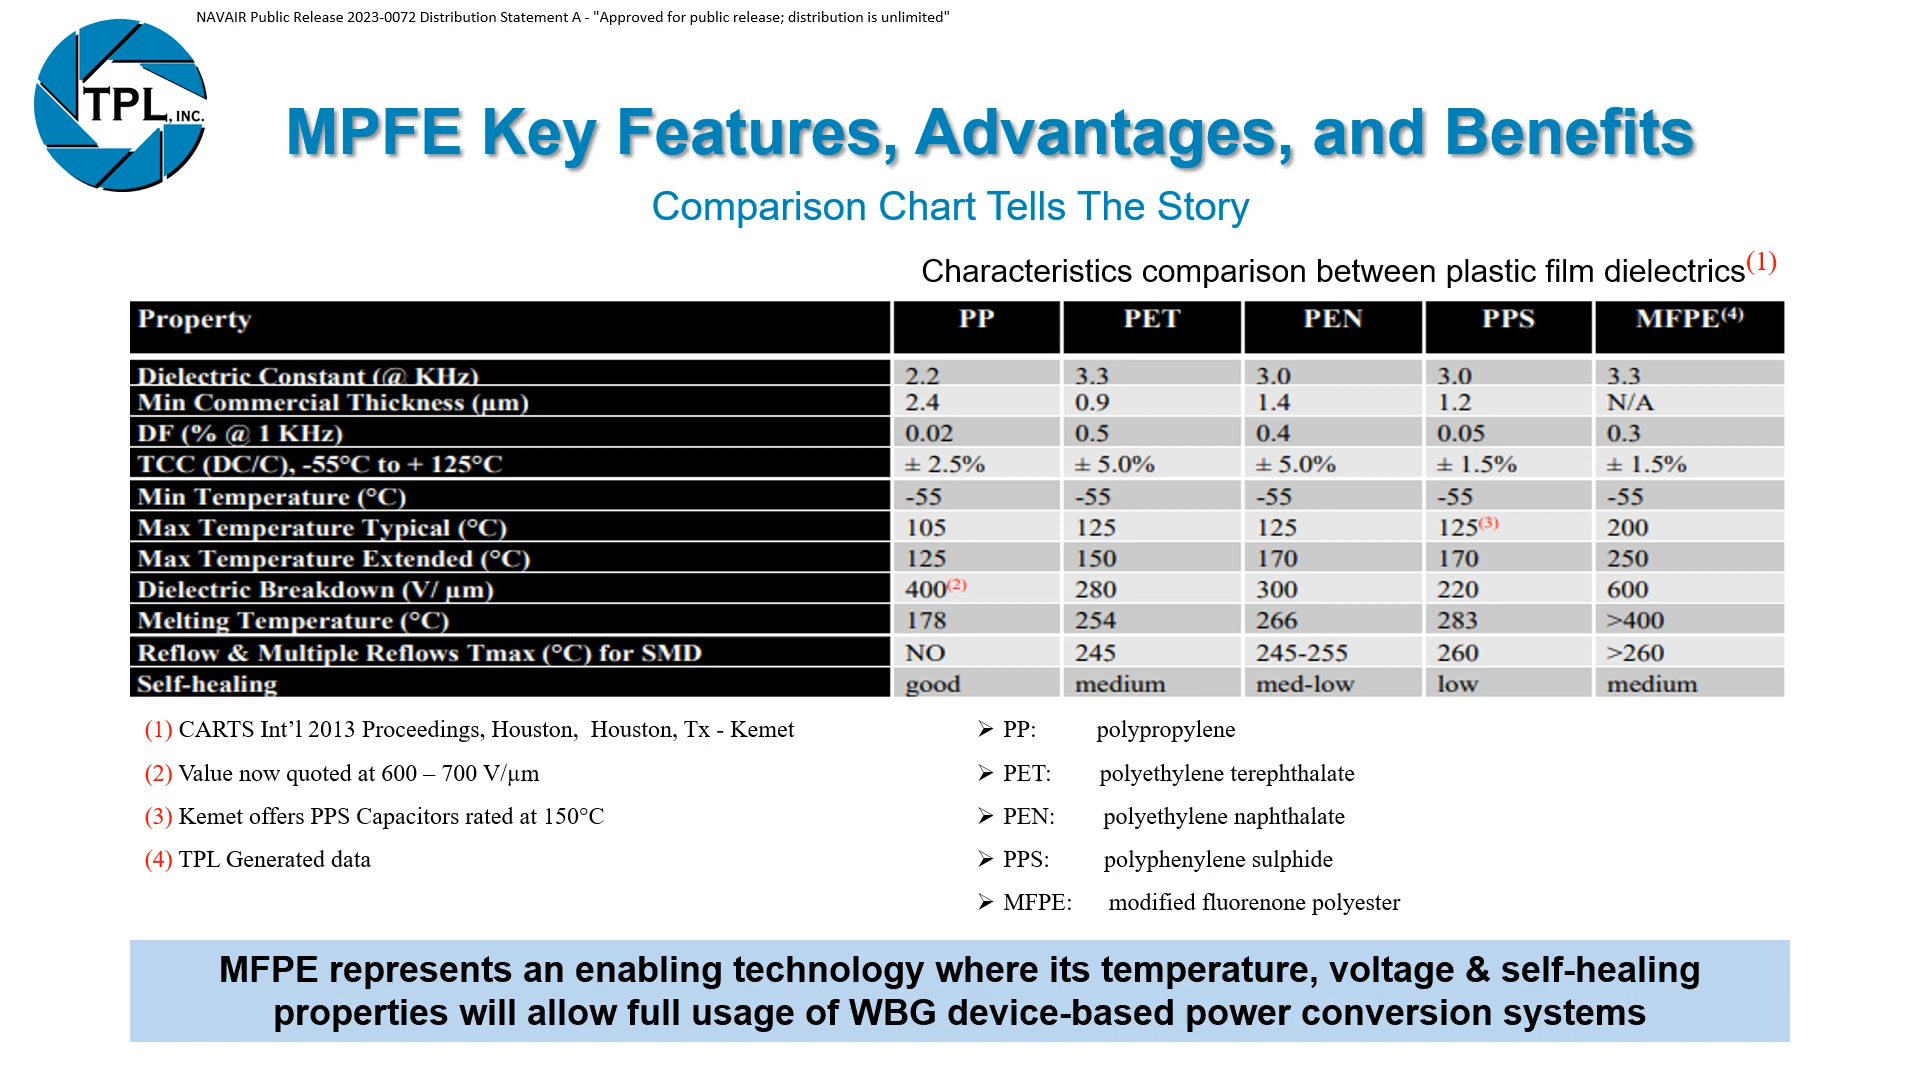 NAVAIR Public Release 2023-0072 Distribution Statement A - "Approved for public release; distribution is unlimited"
TPL, INC.
MPFE Key Features, Advantages, and Benefits
Comparison Chart Tells The Story
Characteristics comparison between plastic film dielectrics(1)
Property PP PET PEN PPS MFPE(4)
Dielectric Constant (@ KHz) 2.2 3.3 3.0 3.0 3.3
Min Commercial Thickness (µm) 2.4 0.9 1.4 1.2 N/A
DF (% @ 1 KHz) 0.02 0.5 0.4 0.05 0.3
TCC (DC/C), -55°C to + 125°C ± 2.5% ± 5.0% ± 5.0% ± 1.5% ± 1.5%
Min Temperature (°C) -55 -55 -55 -55 -55
Max Temperature Typical (°C) 105 125 125 125(3) 200
Max Temperature Extended (°C) 125 150 170 170 250
Dielectric Breakdown (V/ µm) 400(2) 280 300 220 600
Melting Temperature (°C) 178 254 266 283 >400
Reflow & Multiple Reflows Tmax (°C) for SMD NO 245 245-255 260 >260
Self-healing good medium med-low low medium
(1) CARTS Int’l 2013 Proceedings, Houston, Houston, Tx - Kemet
(2) Value now quoted at 600 – 700 V/µm
(3) Kemet offers PPS Capacitors rated at 150°C
(4) TPL Generated data
➢ PP: polypropylene
➢ PET: polyethylene terephthalate
➢ PEN: polyethylene naphthalate
➢ PPS: polyphenylene sulphide
➢ MFPE: modified fluorenone polyester
MFPE represents an enabling technology where its temperature, voltage & self-healing
properties will allow full usage of WBG device-based power conversion systems